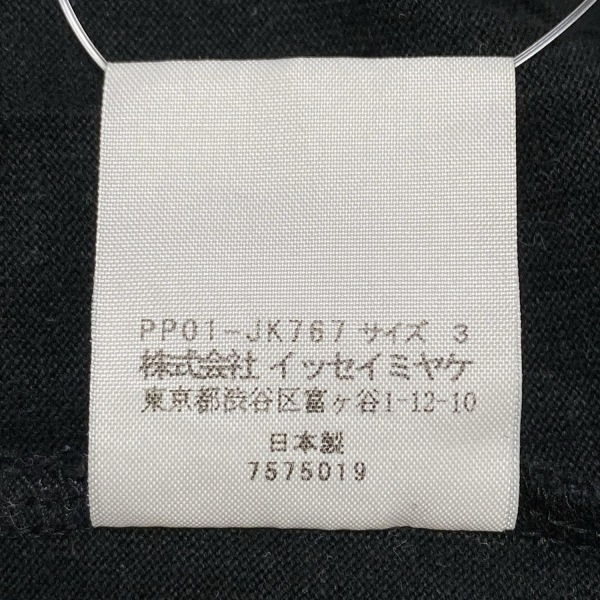 PP01-JK767 サイズ 3
株式会社 イッセイミヤケ
東京都渋谷区富ヶ谷1-12-10
日本製
7575019